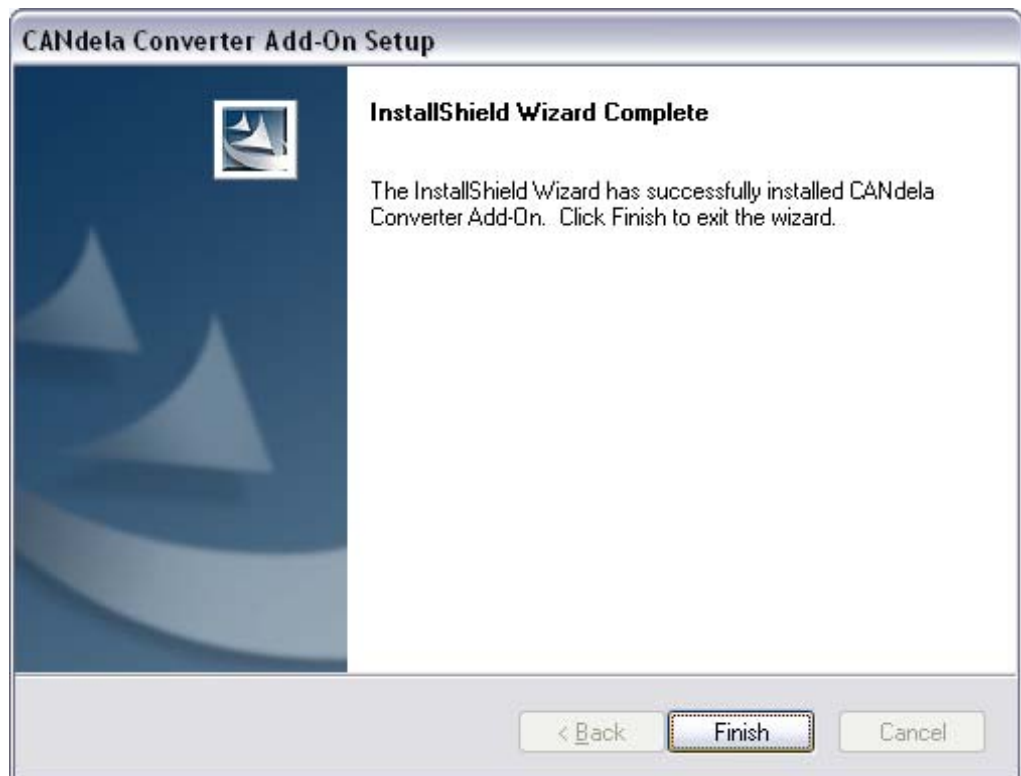 CANdela Converter Add-On Setup
InstallShield Wizard Complete
The InstallShield Wizard has successfully installed CANdela
Converter Add-On.  Click Finish to exit the wizard.
< Back
Finish
Cancel